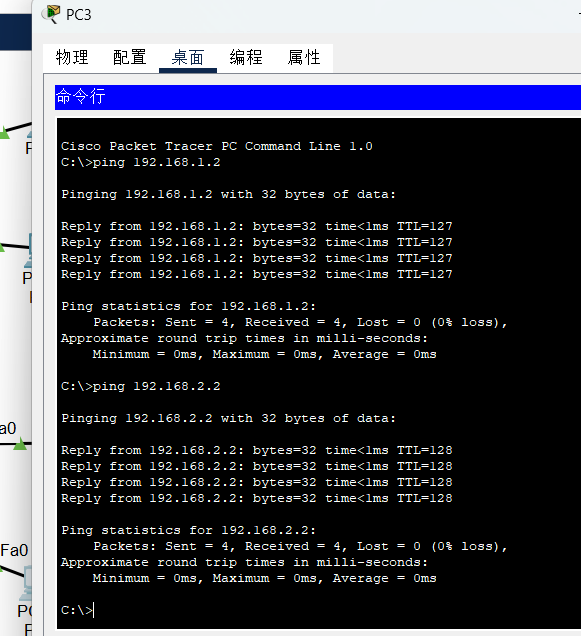 PC3
物理 配置 桌面 编程 属性
命令行
Cisco Packet Tracer PC Command Line 1.0
C:\>ping 192.168.1.2
Pinging 192.168.1.2 with 32 bytes of data:
Reply from 192.168.1.2: bytes=32 time<1ms TTL=127
Reply from 192.168.1.2: bytes=32 time<1ms TTL=127
Reply from 192.168.1.2: bytes=32 time<1ms TTL=127
Reply from 192.168.1.2: bytes=32 time<1ms TTL=127
Ping statistics for 192.168.1.2:
Packets: Sent = 4, Received = 4, Lost = 0 (0% loss),
Approximate round trip times in milli-seconds:
Minimum = 0ms, Maximum = 0ms, Average = 0ms
C:\>ping 192.168.2.2
Pinging 192.168.2.2 with 32 bytes of data:
Reply from 192.168.2.2: bytes=32 time<1ms TTL=128
Reply from 192.168.2.2: bytes=32 time<1ms TTL=128
Reply from 192.168.2.2: bytes=32 time<1ms TTL=128
Reply from 192.168.2.2: bytes=32 time<1ms TTL=128
Ping statistics for 192.168.2.2:
Packets: Sent = 4, Received = 4, Lost = 0 (0% loss),
Approximate round trip times in milli-seconds:
Minimum = 0ms, Maximum = 0ms, Average = 0ms
C:\>
a0
Fa0